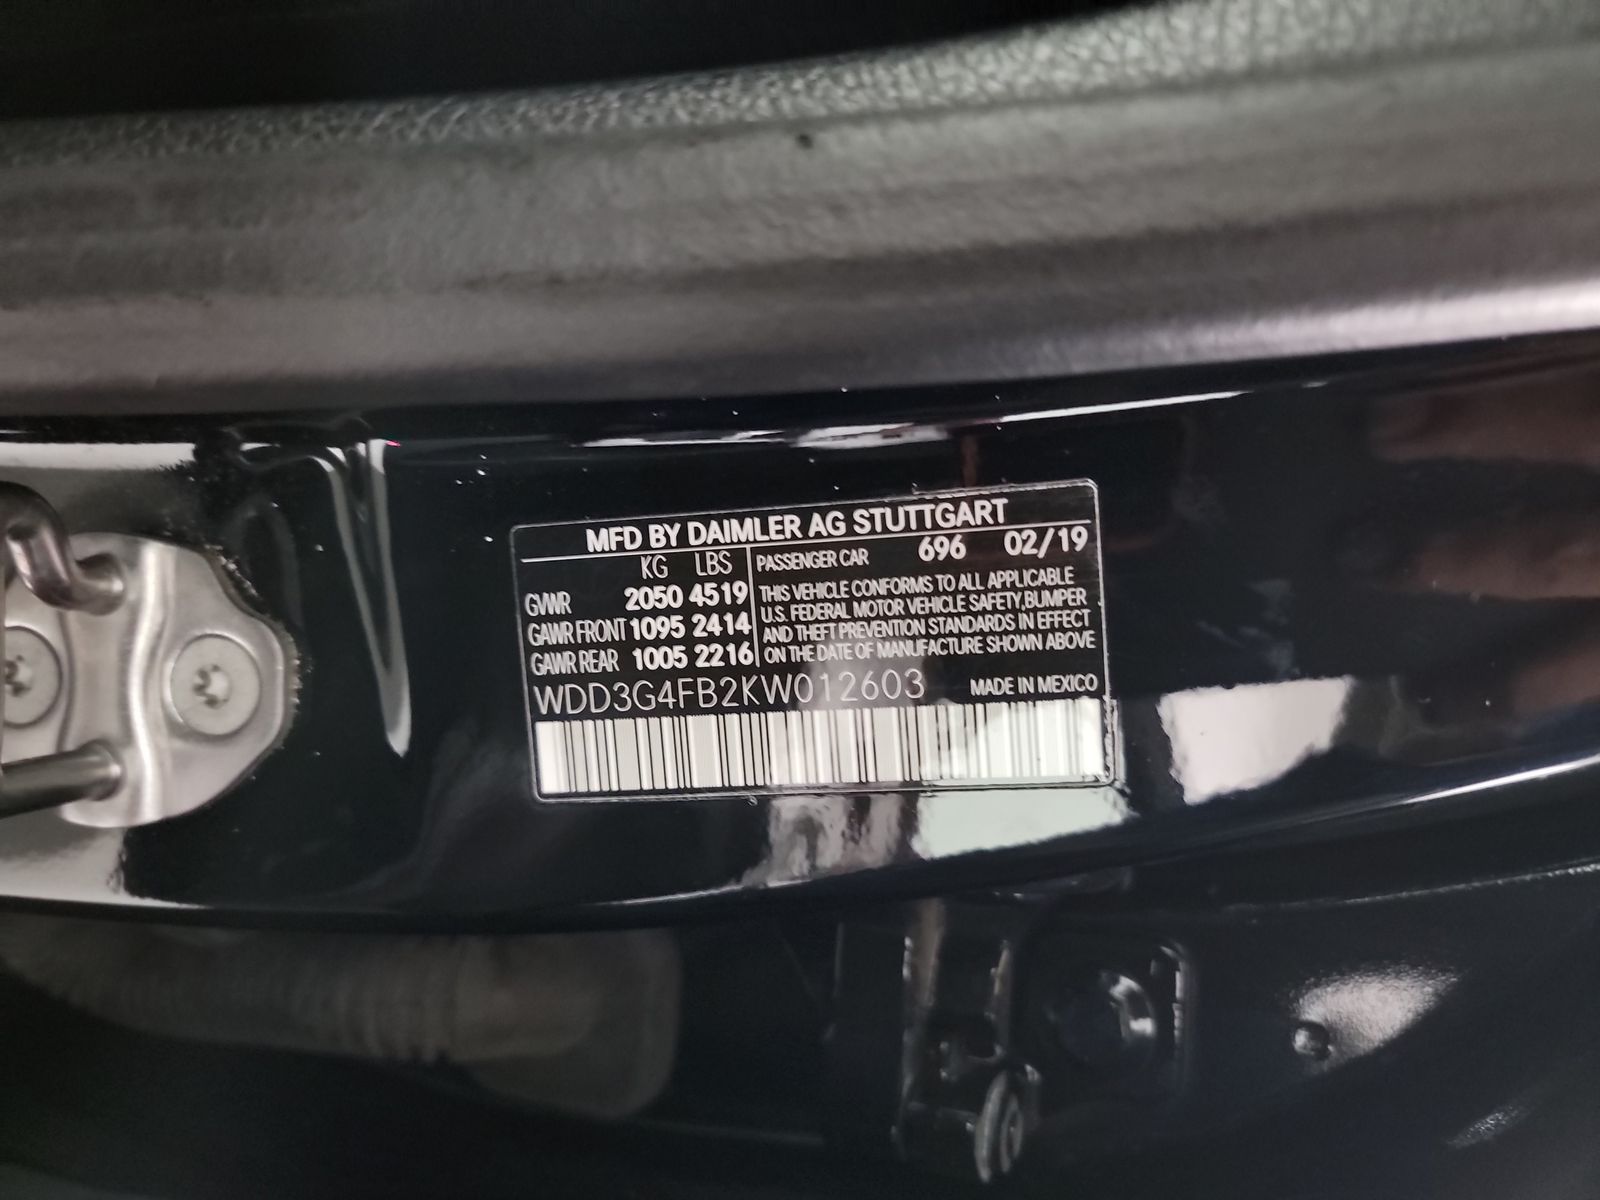 MFD BY DAIMLER AG STUTTGART
KG LBS
GVWR 2050 4519
GAWR FRONT 1095 2414
GAWR REAR 1005 2216
PASSENGER CAR 696 02/19
THIS VEHICLE CONFORMS TO ALL APPLICABLE
U.S. FEDERAL MOTOR VEHICLE SAFETY,BUMPER
AND THEFT PREVENTION STANDARDS IN EFFECT
ON THE DATE OF MANUFACTURE SHOWN ABOVE
WDD3G4FB2KW012603 MADE IN MEXICO